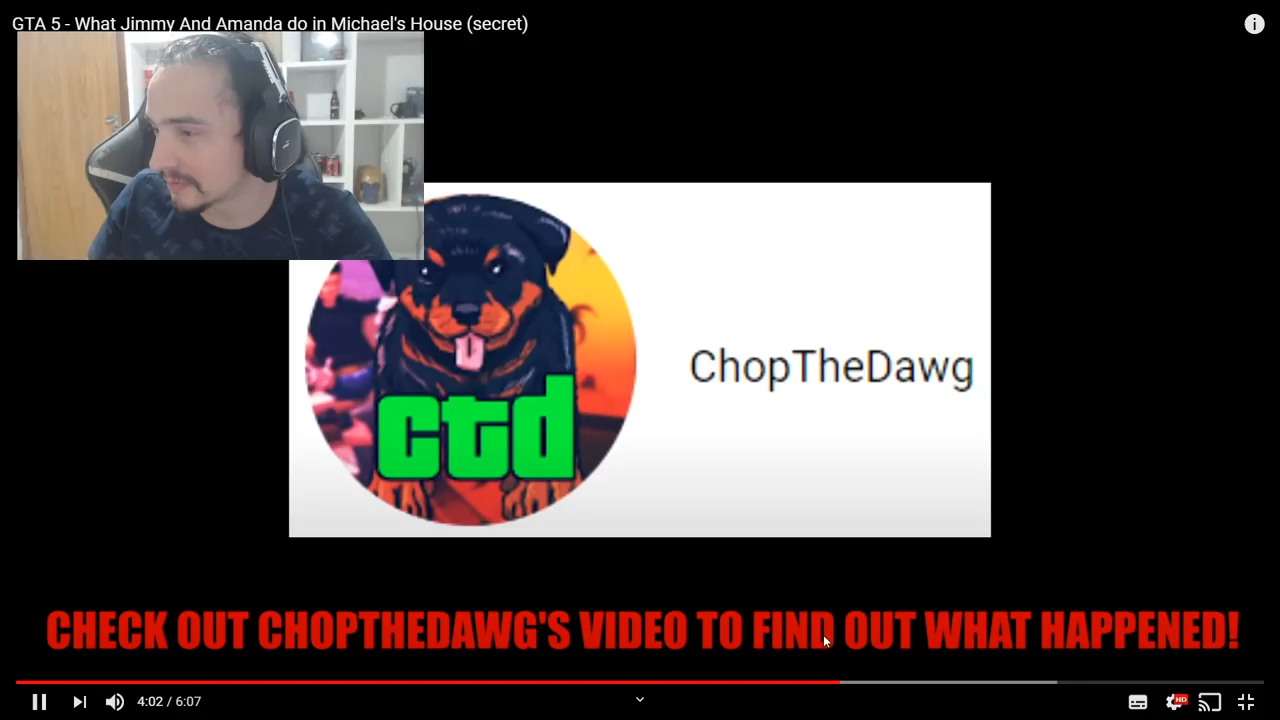 GTA 5 - What Jimmy And Amanda do in Michael's House (secret)
ctd
ChopTheDawg
CHECK OUT CHOPTHEDAWG'S VIDEO TO FIND OUT WHAT HAPPENED!
4:02 / 6:07
HD